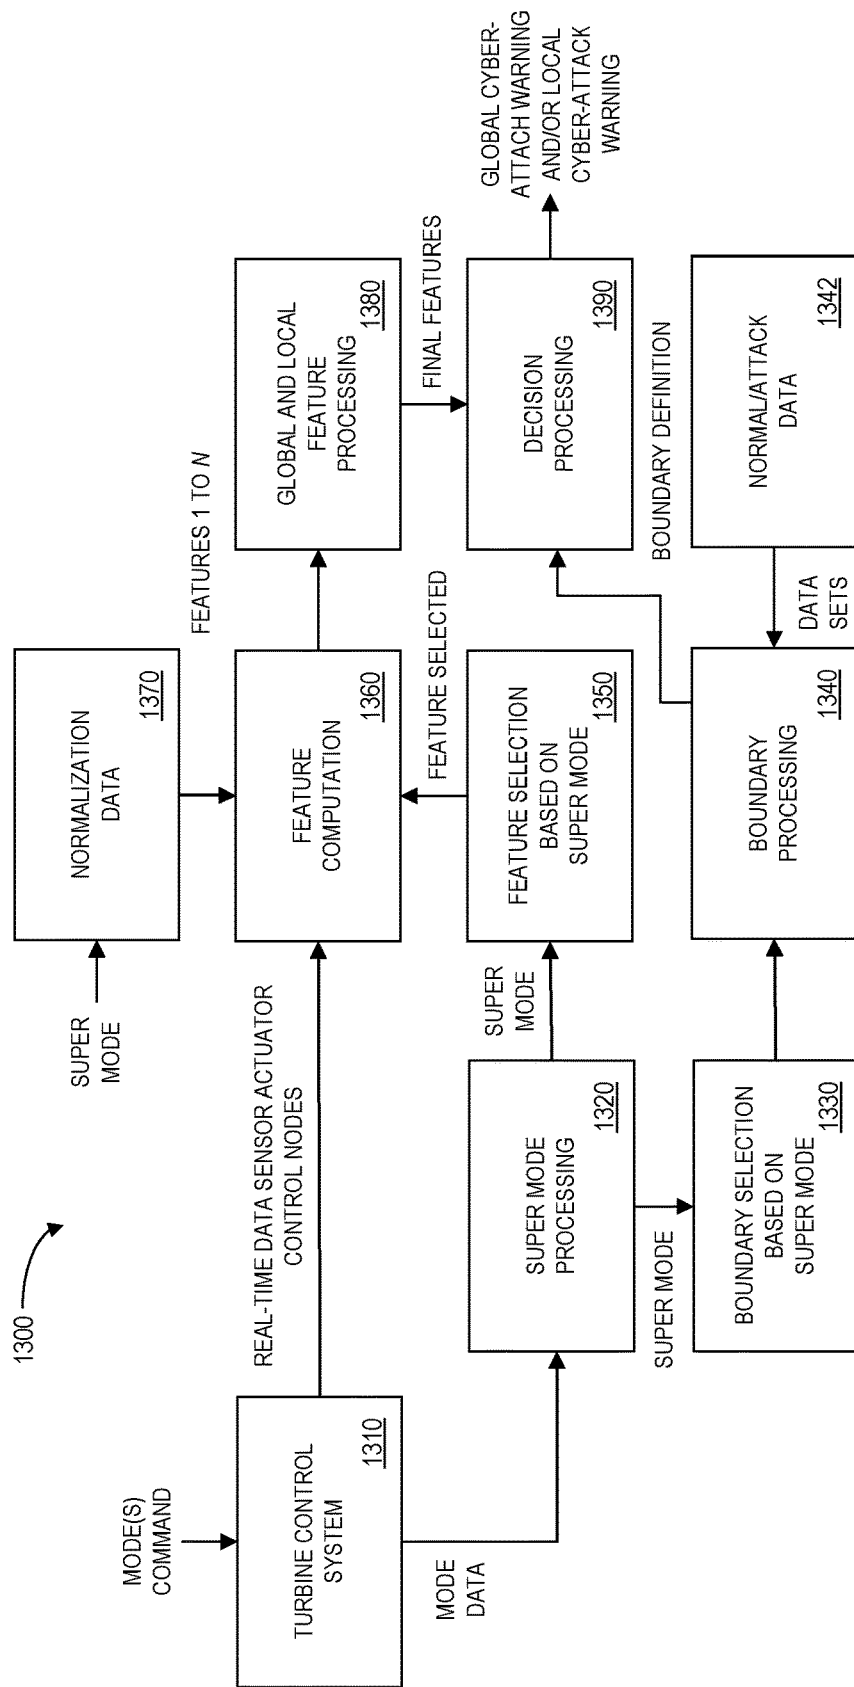 1300
MODE(S)
COMMAND
TURBINE CONTROL
SYSTEM
1310
MODE
DATA
REAL-TIME DATA SENSOR ACTUATOR
CONTROL NODES
SUPER MODE
PROCESSING
1320
SUPER MODE
BOUNDARY SELECTION
BASED ON
SUPER MODE
1330
SUPER
MODE
SUPER
MODE
NORMALIZATION
DATA
1370
FEATURE
COMPUTATION
1360
FEATURE SELECTED
FEATURE SELECTION
BASED ON
SUPER MODE
1350
BOUNDARY
PROCESSING
1340
FEATURES 1 TO N
GLOBAL AND LOCAL
FEATURE
PROCESSING
1380
FINAL FEATURES
DECISION
PROCESSING
1390
BOUNDARY DEFINITION
DATA
SETS
NORMAL/ATTACK
DATA
1342
GLOBAL CYBER-
ATTACH WARNING
AND/OR LOCAL
CYBER-ATTACK
WARNING